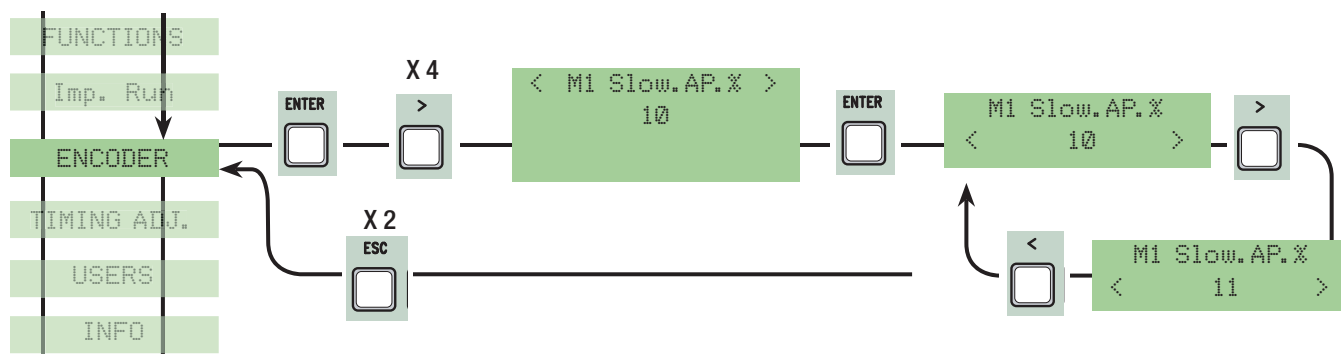 FUNCTIONS
Imp. Run
ENCODER
TIMING ADJ.
USERS
INFO
ENTER
X 4
>
< M1 Slow.AP.% >
10
ENTER
M1 Slow.AP.%
< 10 >
>
X 2
ESC
<
M1 Slow.AP.%
< 11 >